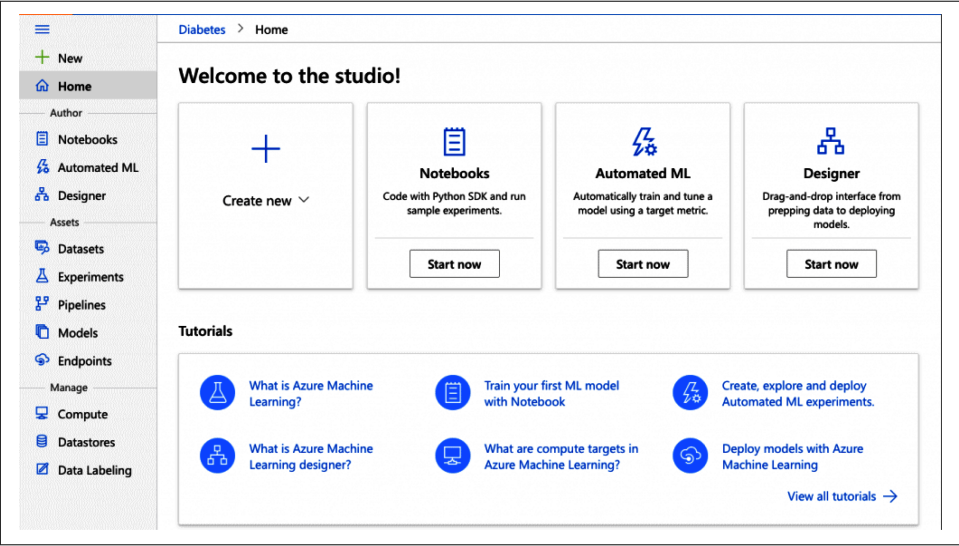 Diabetes > Home
New
Home
Author
Notebooks
Automated ML
Designer
Assets
Datasets
Experiments
Pipelines
Models
Endpoints
Manage
Compute
Datastores
Data Labeling
Welcome to the studio!
Create new
Notebooks
Code with Python SDK and run
sample experiments.
Start now
Automated ML
Automatically train and tune a
model using a target metric.
Start now
Designer
Drag-and-drop interface from
prepping data to deploying
models.
Start now
Tutorials
What is Azure Machine
Learning?
Train your first ML model
with Notebook
Create, explore and deploy
Automated ML experiments.
What is Azure Machine
Learning designer?
What are compute targets in
Azure Machine Learning?
Deploy models with Azure
Machine Learning
View all tutorials